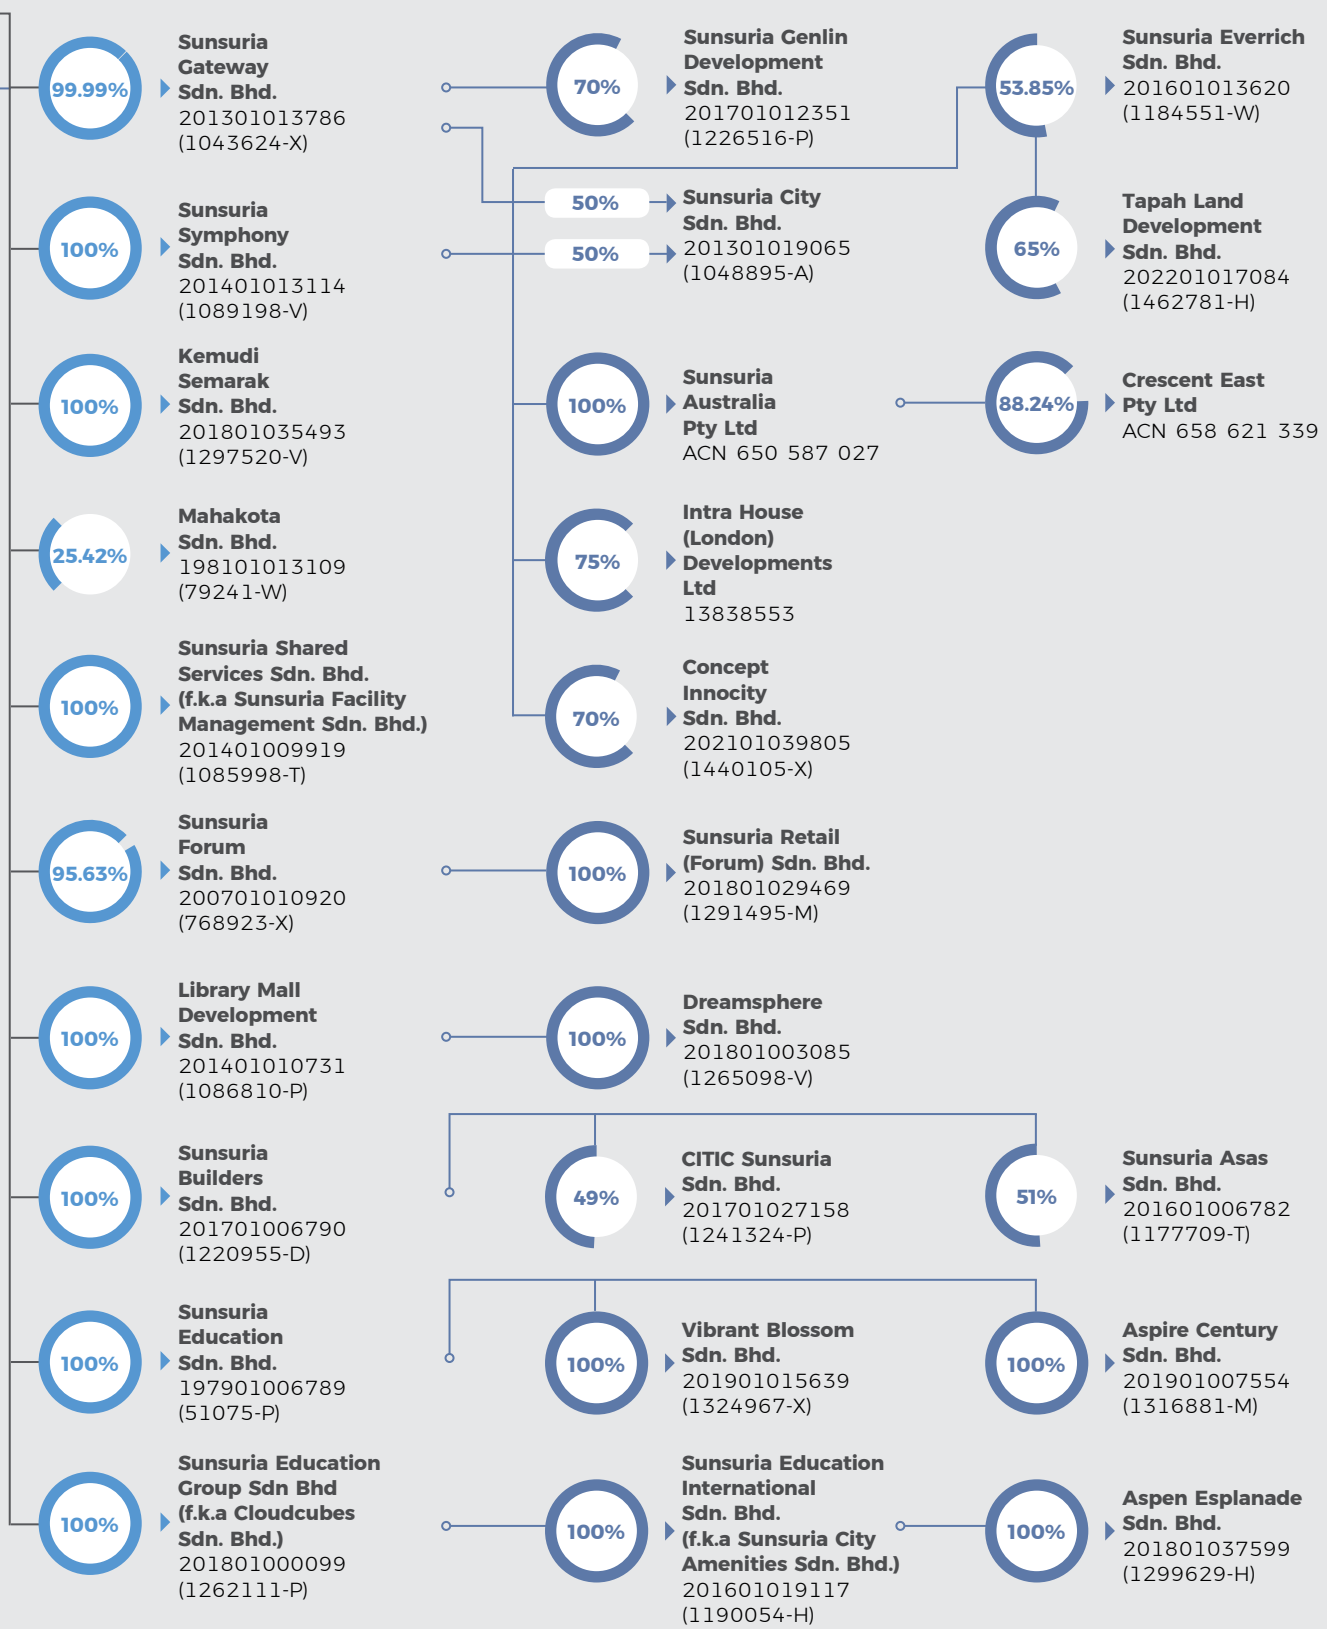 99.99%
Sunsuria
Gateway
Sdn. Bhd.
201301013786
(1043624-X)
70%
Sunsuria Genlin
Development
Sdn. Bhd.
201701012351
(1226516-P)
53.85%
Sunsuria Everrich
Sdn. Bhd.
201601013620
(1184551-W)
100%
Sunsuria
Symphony
Sdn. Bhd.
201401013114
(1089198-V)
50%
50%
Sunsuria City
Sdn. Bhd.
201301019065
(1048895-A)
65%
Tapah Land
Development
Sdn. Bhd.
202201017084
(1462781-H)
100%
Kemudi
Semarak
Sdn. Bhd.
201801035493
(1297520-V)
100%
Sunsuria
Australia
Pty Ltd
ACN 650 587 027
88.24%
Crescent East
Pty Ltd
ACN 658 621 339
25.42%
Mahakota
Sdn. Bhd.
198101013109
(79241-W)
75%
Intra House
(London)
Developments
Ltd
13838553
100%
Sunsuria Shared
Services Sdn. Bhd.
(f.k.a Sunsuria Facility
Management Sdn. Bhd.)
201401009919
(1085998-T)
70%
Concept
Innocity
Sdn. Bhd.
202101039805
(1440105-X)
95.63%
Sunsuria
Forum
Sdn. Bhd.
200701010920
(768923-X)
100%
Sunsuria Retail
(Forum) Sdn. Bhd.
201801029469
(1291495-M)
100%
Library Mall
Development
Sdn. Bhd.
201401010731
(1086810-P)
100%
Dreamsphere
Sdn. Bhd.
201801003085
(1265098-V)
100%
Sunsuria
Builders
Sdn. Bhd.
201701006790
(1220955-D)
49%
CITIC Sunsuria
Sdn. Bhd.
201701027158
(1241324-P)
51%
Sunsuria Asas
Sdn. Bhd.
201601006782
(1177709-T)
100%
Sunsuria
Education
Sdn. Bhd.
197901006789
(51075-P)
100%
Vibrant Blossom
Sdn. Bhd.
201901015639
(1324967-X)
100%
Aspire Century
Sdn. Bhd.
201901007554
(1316881-M)
100%
Sunsuria Education
Group Sdn Bhd
(f.k.a Cloudcubes
Sdn. Bhd.)
201801000099
(1262111-P)
100%
Sunsuria Education
International
Sdn. Bhd.
(f.k.a Sunsuria City
Amenities Sdn. Bhd.)
201601019117
(1190054-H)
100%
Aspen Esplanade
Sdn. Bhd.
201801037599
(1299629-H)